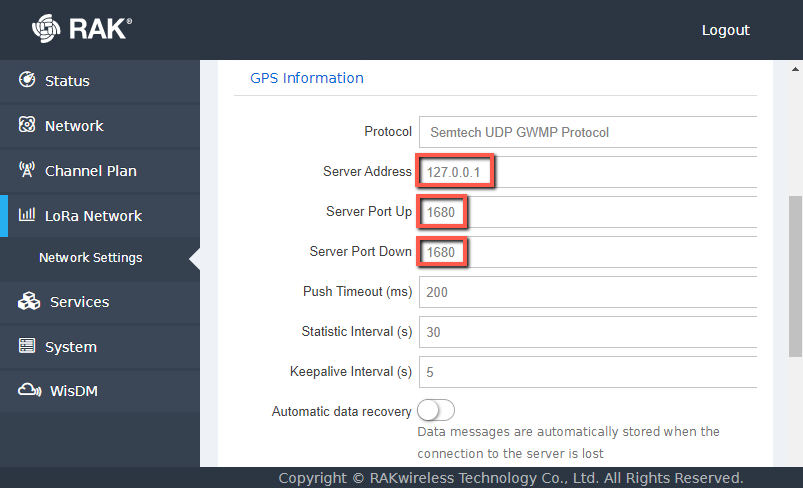 RAK®
Logout
Status
Network
Channel Plan
LoRa Network
Network Settings
Services
System
WisDM
GPS Information
Protocol Semtech UDP GWMP Protocol
Server Address 127.0.0.1
Server Port Up 1680
Server Port Down 1680
Push Timeout (ms) 200
Statistic Interval (s) 30
Keepalive Interval (s) 5
Automatic data recovery
Data messages are automatically stored when the
connection to the server is lost
Copyright © RAKwireless Technology Co., Ltd. All Rights Reserved.